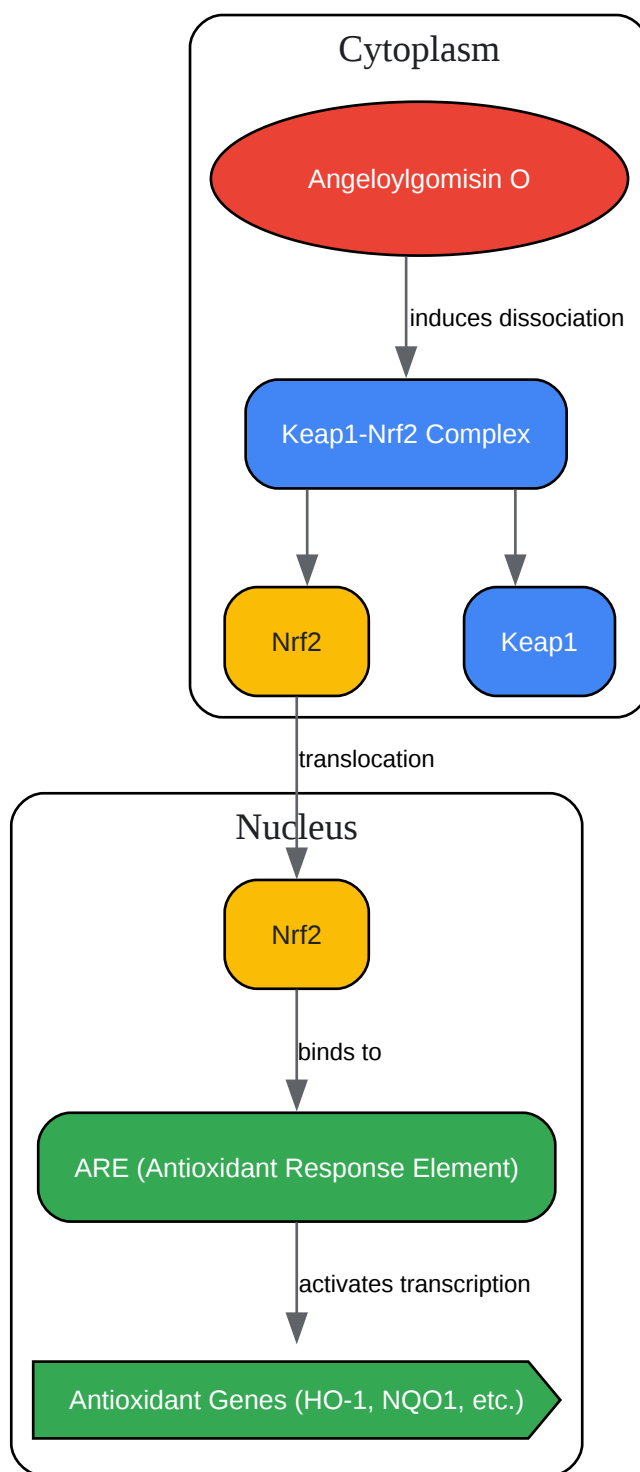 Cytoplasm
Angeloylgomisin O
induces dissociation
Keap1-Nrf2 Complex
Nrf2
Keap1
translocation
Nucleus
Nrf2
binds to
ARE (Antioxidant Response Element)
activates transcription
Antioxidant Genes (HO-1, NQO1, etc.)